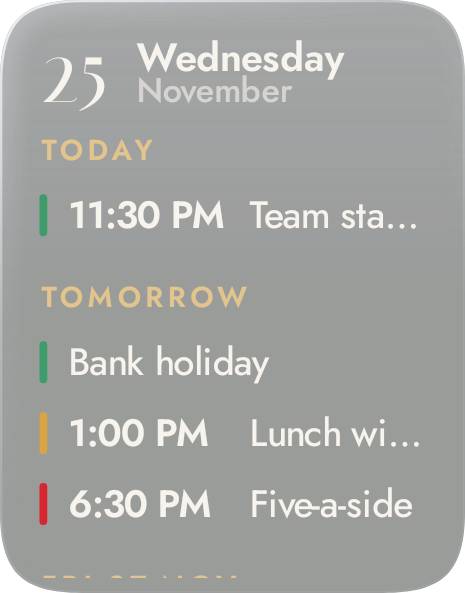 25 Wednesday
November
TODAY
11:30 PM Team sta...
TOMORROW
Bank holiday
1:00 PM Lunch wi...
6:30 PM Five-a-side